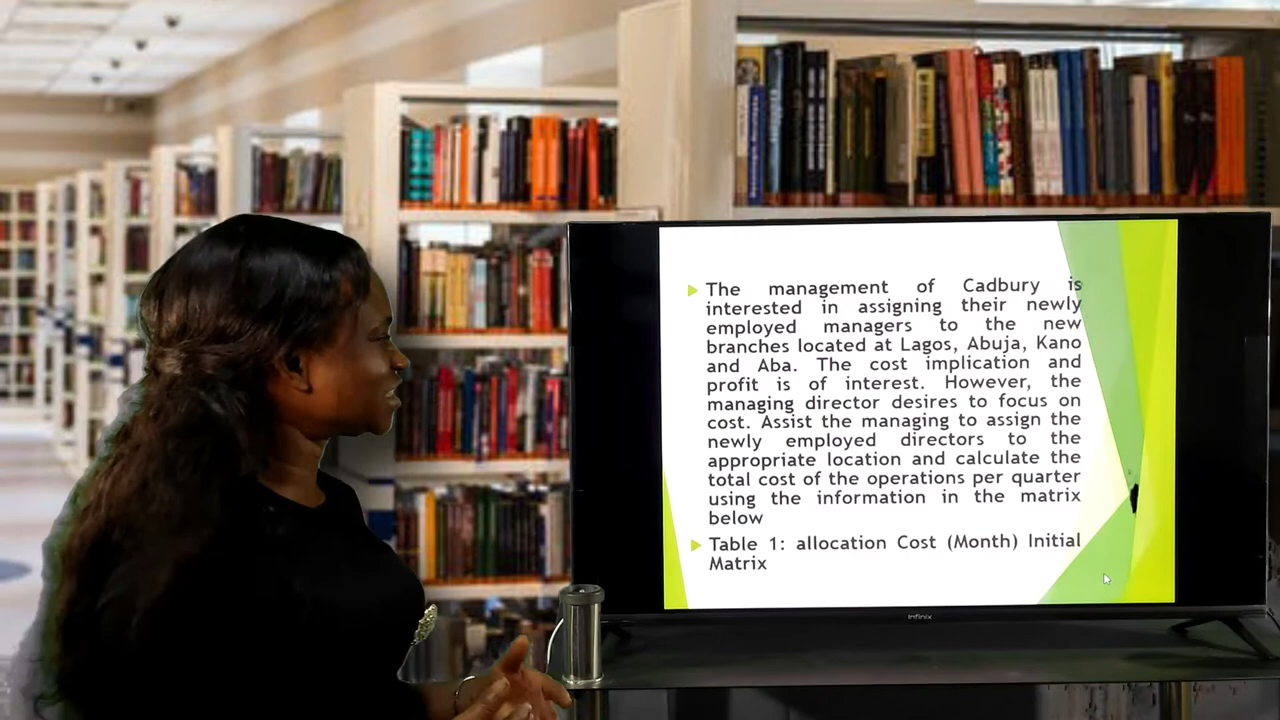 The management of Cadbury is
interested in assigning their newly
employed managers to the new
branches located at Lagos, Abuja, Kano
and Aba. The cost implication and
profit is of interest. However, the
managing director desires to focus on
cost. Assist the managing to assign the
newly employed directors to the
appropriate location and calculate the
total cost of the operations per quarter
using the information in the matrix
below
Table 1: allocation Cost (Month) Initial
Matrix
Infinix